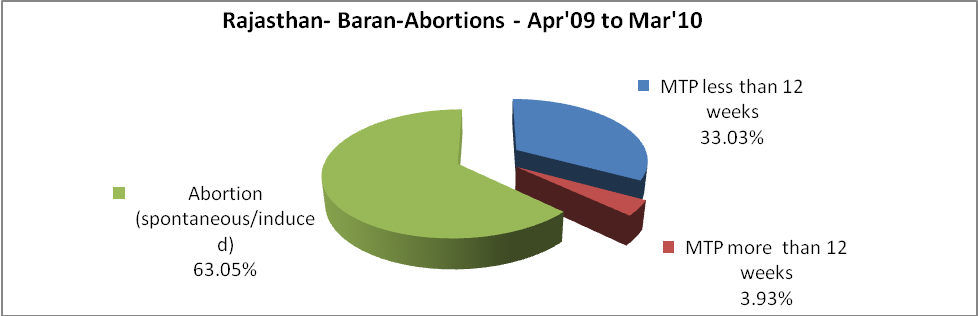 Rajasthan- Baran-Abortions - Apr'09 to Mar'10
MTP less than 12
weeks
33.03%
Abortion
(spontaneous/induce
d)
63.05%
MTP more than 12
weeks
3.93%